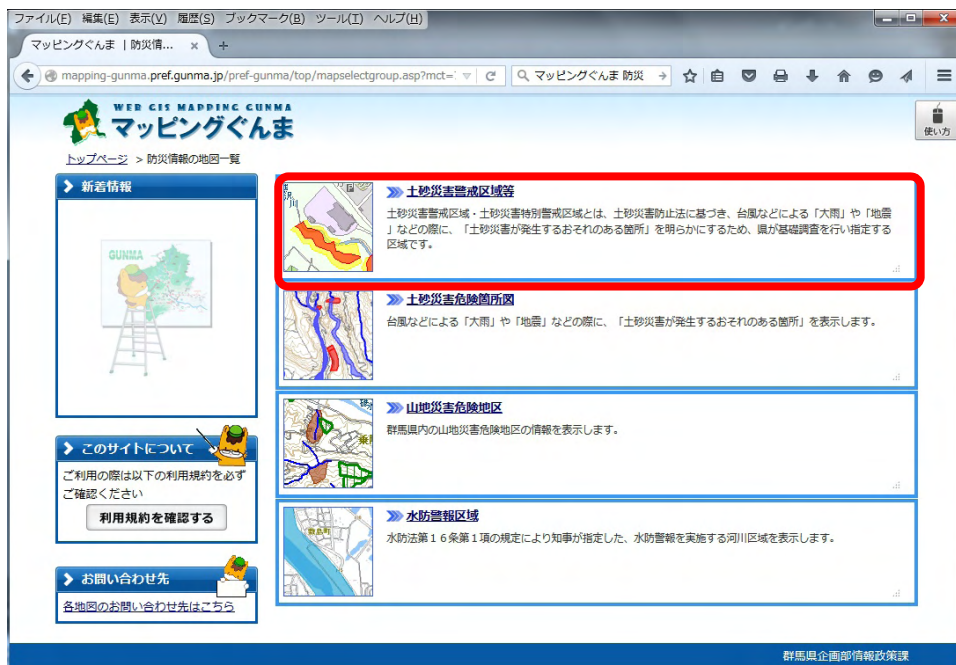 ファイル(F) 編集(E) 表示(V) 履歴(S) ブックマーク(B) ツール(T) ヘルプ(H)
マッピングぐんま | 防災情... × +
mapping-gunma.pref.gunma.jp/pref-gunma/top/mapselectgroup.asp?mct=
マッピングぐんま 防災
WEB GIS MAPPING GUNMA
マッピングぐんま
使い方
トップページ > 防災情報の地図一覧
新着情報
GUNMA
土砂災害警戒区域等
土砂災害警戒区域・土砂災害特別警戒区域とは、土砂災害防止法に基づき、台風などによる「大雨」や「地震
」などの際に、「土砂災害が発生するおそれのある箇所」を明らかにするため、県が基礎調査を行い指定する
区域です。
土砂災害危険箇所図
台風などによる「大雨」や「地震」などの際に、「土砂災害が発生するおそれのある箇所」を表示します。
山地災害危険地区
群馬県内の山地災害危険地区の情報を表示します。
水防警報区域
水防法第16条第1項の規定により知事が指定した、水防警報を実施する河川区域を表示します。
このサイトについて
ご利用の際は以下の利用規約を必ず
ご確認ください
利用規約を確認する
お問い合わせ先
各地図のお問い合わせ先はこちら
群馬県企画部情報政策課